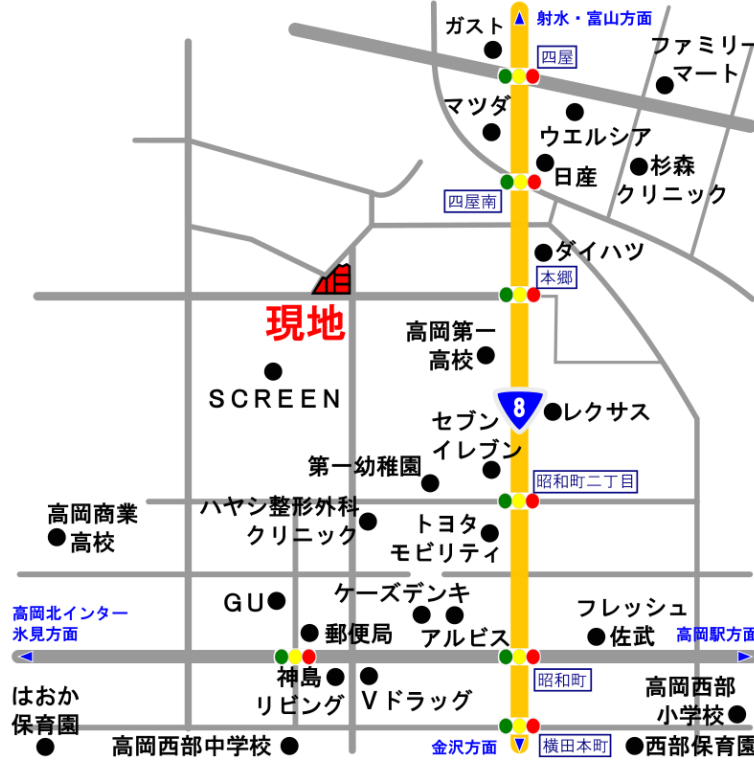 ガスト
射水・富山方面
四屋
ファミリー
マート
マツダ
ウエルシア
日産
杉森
クリニック
四屋南
ダイハツ
本郷
現地
高岡第一
高校
SCREEN
8
レクサス
セブン
イレブン
第一幼稚園
昭和町二丁目
ハヤシ整形外科
クリニック
高岡商業
高校
トヨタ
モビリティ
GU
ケーズデンキ
フレッシュ
佐武
高岡北インター
氷見方面
郵便局
アルビス
高岡駅方面
神島
リビング
Vドラッグ
昭和町
高岡西部
小学校
はおか
保育園
高岡西部中学校
金沢方面
横田本町
西部保育園